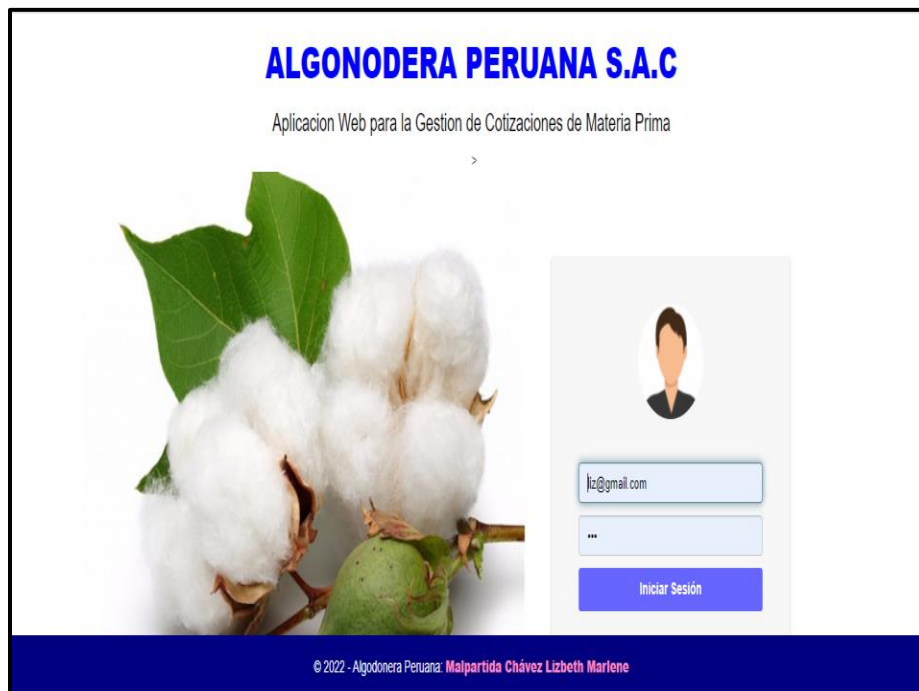 ALGONODERA PERUANA S.A.C
Aplicacion Web para la Gestion de Cotizaciones de Materia Prima
>
liz@gmail.com
•••
Iniciar Sesión
© 2022 - Algodonera Peruana: Malpartida Chávez Lizbeth Marlene